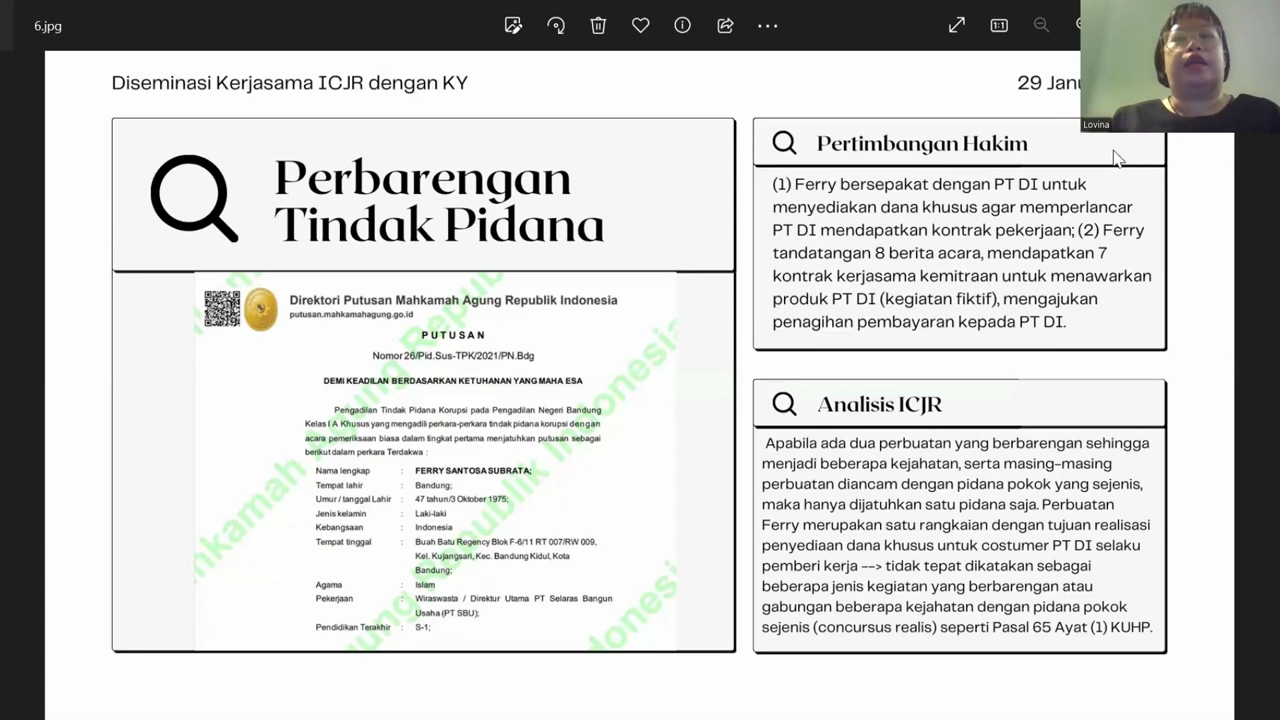 6.jpg
Diseminasi Kerjasama ICJR dengan KY
29 Janu
Lovina
Perbarengan
Tindak Pidana
Direktori Putusan Mahkamah Agung Republik Indonesia
putusan.mahkamahagung.go.id
PUTUSAN
Nomor 26/Pid.Sus-TPK/2021/PN.Bdg
DEMI KEADILAN BERDASARKAN KETUHANAN YANG MAHA ESA
Pengadilan Tindak Pidana Korupsi pada Pengadilan Negeri Bandung
Kelas I A Khusus yang mengadili perkara-perkara tindak pidana korupsi dengan
acara pemeriksaan biasa dalam tingkat pertama menjatuhkan putusan sebagai
berikut dalam perkara Terdakwa :
Nama lengkap : FERRY SANTOSA SUBRATA;
Tempat lahir : Bandung;
Umur / tanggal Lahir : 47 tahun/3 Oktober 1975;
Jenis kelamin : Laki-laki
Kebangsaan : Indonesia
Tempat tinggal : Buah Batu Regency Blok F-6/11 RT 007/RW 009,
Kel. Kujangsari, Kec. Bandung Kidul, Kota
Bandung;
Agama : Islam
Pekerjaan : Wiraswasta / Direktur Utama PT Selaras Bangun
Usaha (PT SBU);
Pendidikan Terakhir : S-1;
Pertimbangan Hakim
(1) Ferry bersepakat dengan PT DI untuk
menyediakan dana khusus agar memperlancar
PT DI mendapatkan kontrak pekerjaan; (2) Ferry
tandatangan 8 berita acara, mendapatkan 7
kontrak kerjasama kemitraan untuk menawarkan
produk PT DI (kegiatan fiktif), mengajukan
penagihan pembayaran kepada PT DI.
Analisis ICJR
Apabila ada dua perbuatan yang berbarengan sehingga
menjadi beberapa kejahatan, serta masing-masing
perbuatan diancam dengan pidana pokok yang sejenis,
maka hanya dijatuhkan satu pidana saja. Perbuatan
Ferry merupakan satu rangkaian dengan tujuan realisasi
penyediaan dana khusus untuk costumer PT DI selaku
pemberi kerja --> tidak tepat dikatakan sebagai
beberapa jenis kegiatan yang berbarengan atau
gabungan beberapa kejahatan dengan pidana pokok
sejenis (concursus realis) seperti Pasal 65 Ayat (1) KUHP.